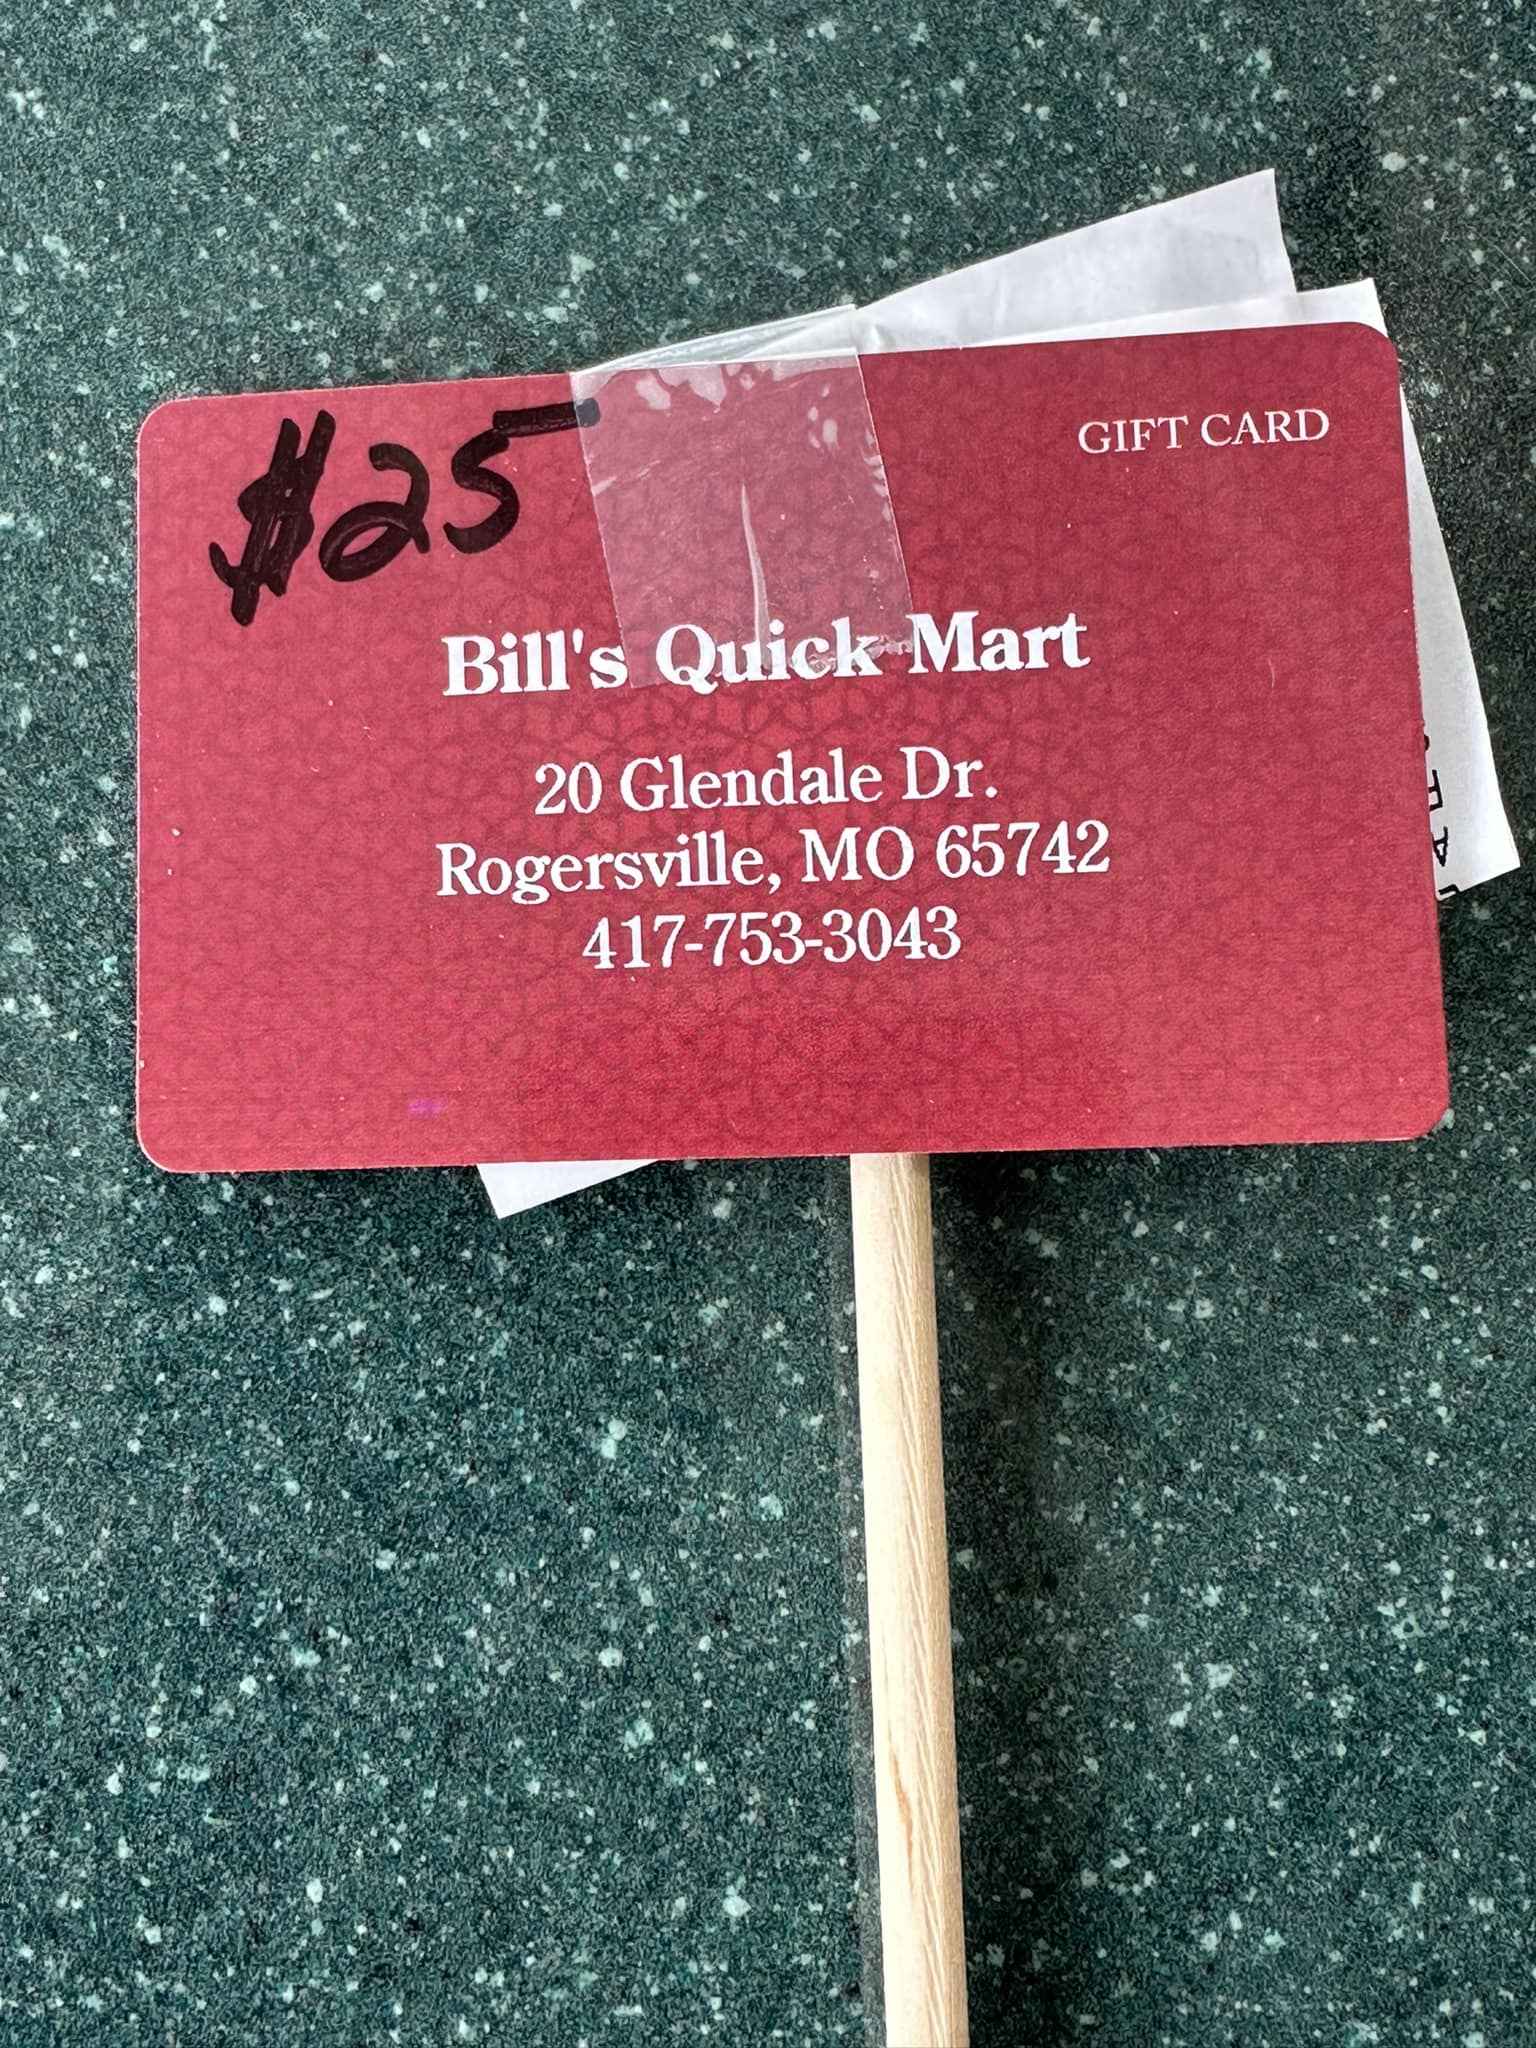 $25
GIFT CARD
Bill's Quick Mart
20 Glendale Dr.
Rogersville, MO 65742
417-753-3043